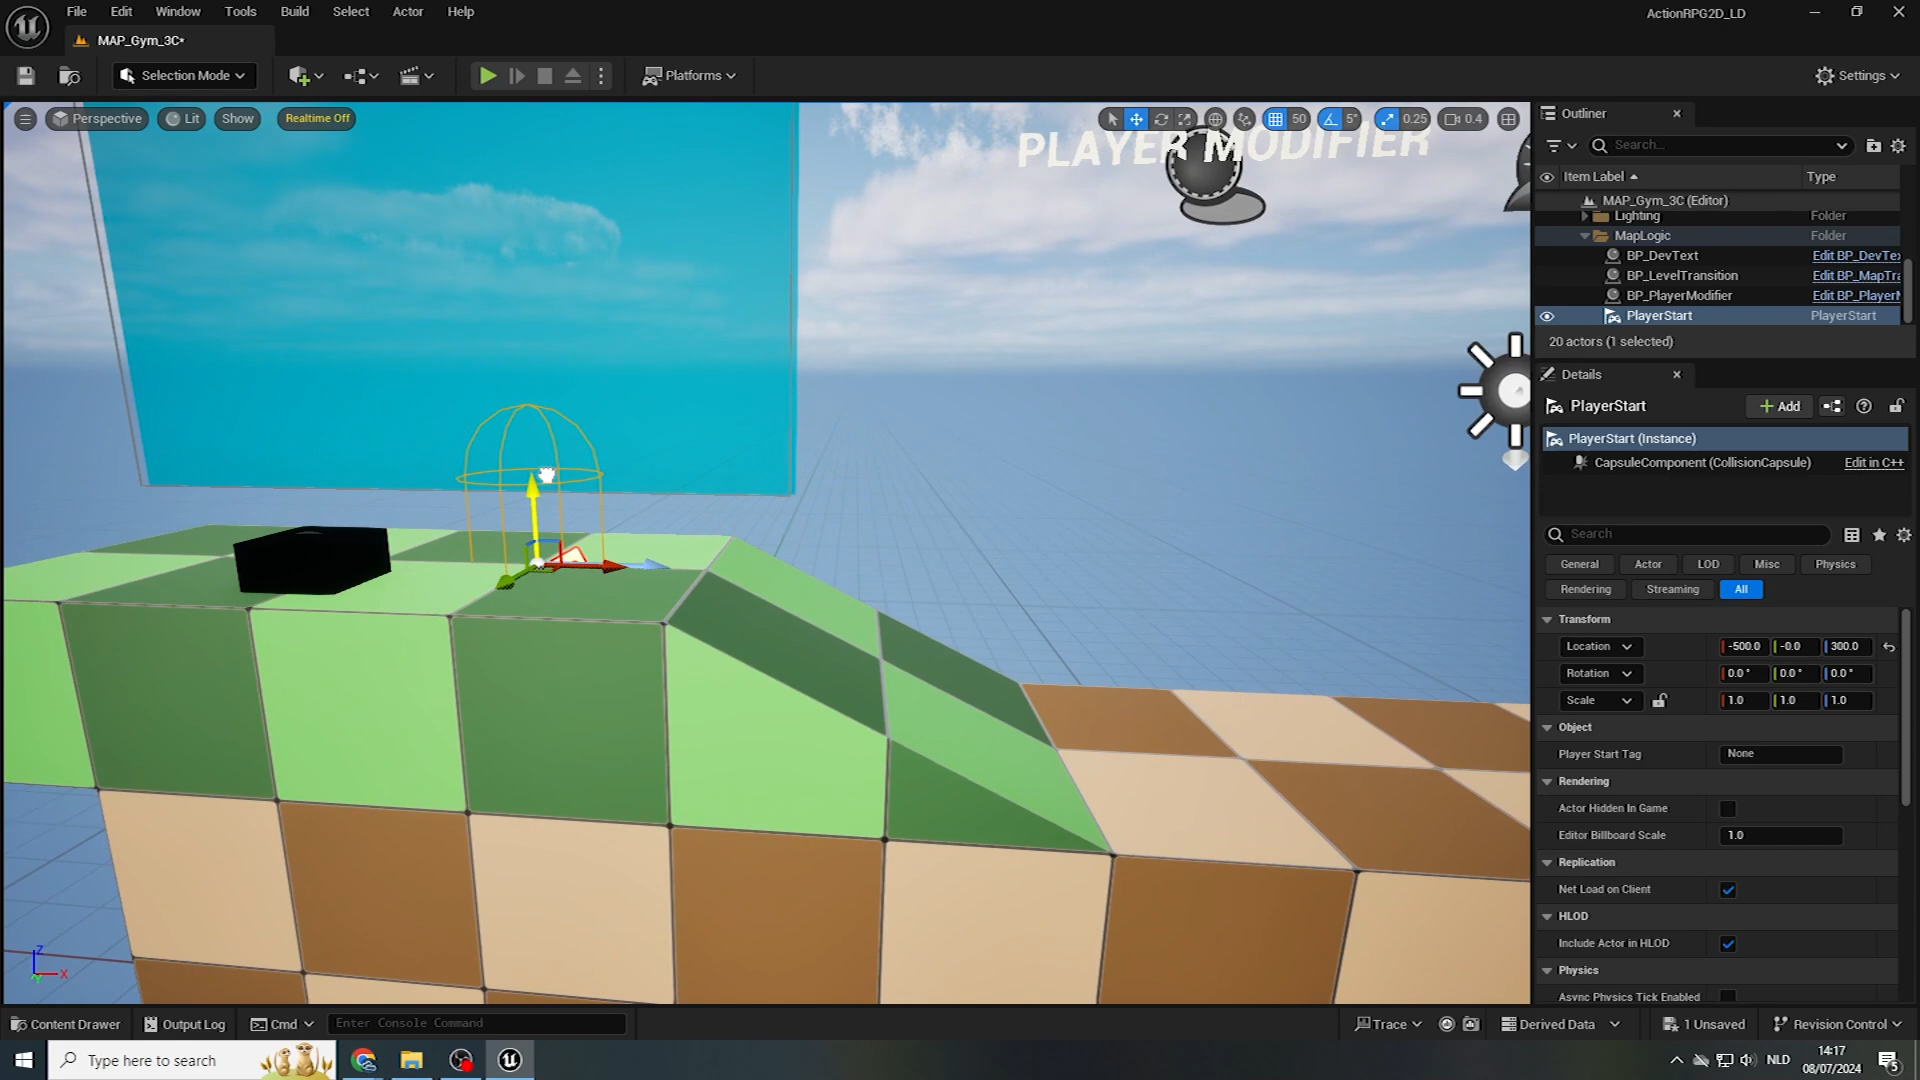 File Edit Window Tools Build Select Actor Help
ActionRPG2D_LD
MAP_Gym_3C*
Selection Mode
Platforms
Settings
Perspective Lit Show Realtime Off
50 5° 0.25 0.4
PLAYER MODIFIER
Outliner
Search...
Item Label Type
MAP_Gym_3C (Editor)
Lighting Folder
MapLogic Folder
BP_DevText Edit BP_DevTex
BP_LevelTransition Edit BP_MapTra
BP_PlayerModifier Edit BP_PlayerM
PlayerStart PlayerStart
20 actors (1 selected)
Details
PlayerStart + Add
PlayerStart (Instance)
CapsuleComponent (CollisionCapsule) Edit in C++
Search
General Actor LOD Misc Physics
Rendering Streaming All
Transform
Location -500.0 -0.0 300.0
Rotation 0.0° 0.0° 0.0°
Scale 1.0 1.0 1.0
Object
Player Start Tag None
Rendering
Actor Hidden In Game
Editor Billboard Scale 1.0
Replication
Net Load on Client
HLOD
Include Actor in HLOD
Physics
Async Physics Tick Enabled
Z
X
Content Drawer Output Log Cmd Enter Console Command
Trace Derived Data 1 Unsaved Revision Control
Type here to search
NLD
14:17
08/07/2024
5